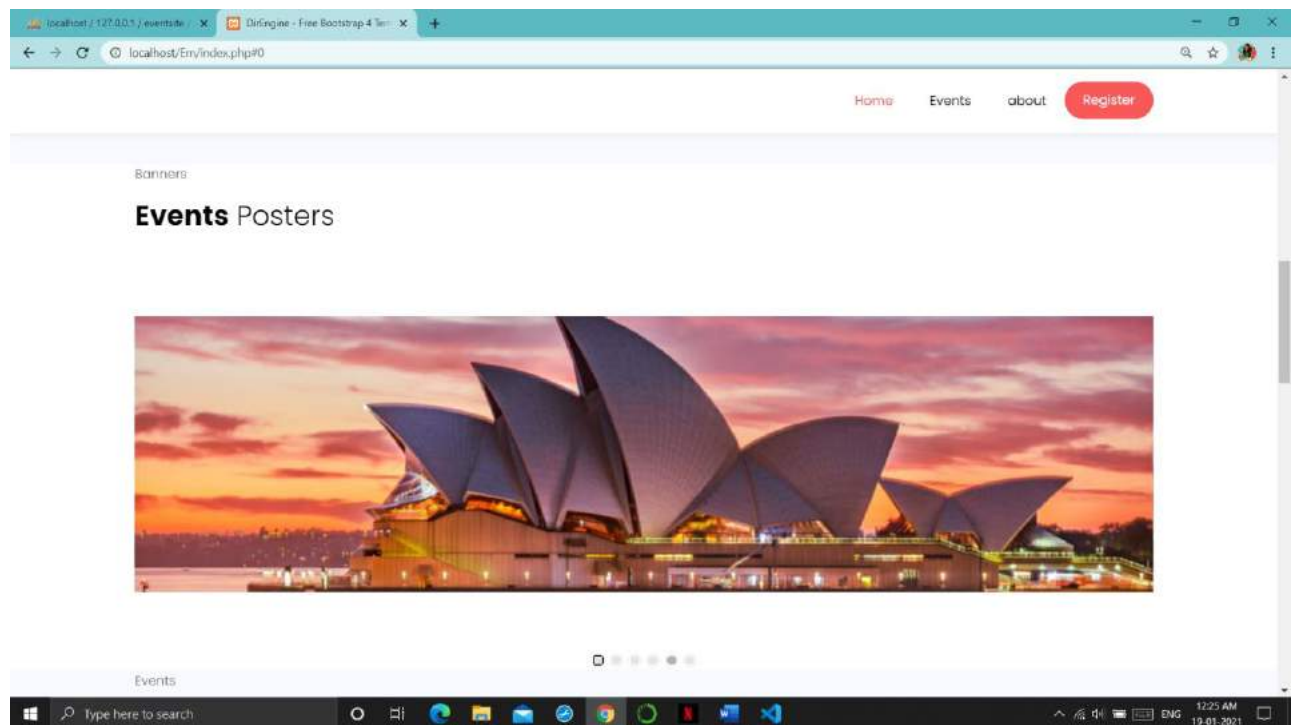 localhost / 127.0.0.1 / eventsite /
DirEngine - Free Bootstrap 4 Tem
localhost/Em/index.php#0
Home Events about Register
Banners
Events Posters
Events
Type here to search
ENG
12:25 AM
19-01-2021